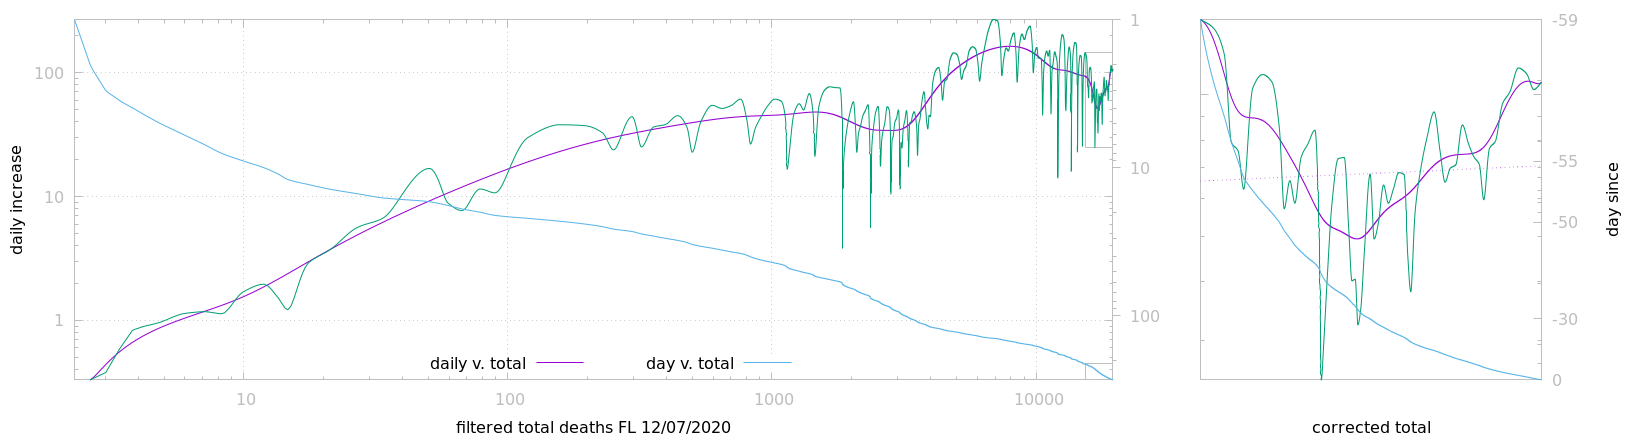 daily increase
100
10
1
daily v. total
day v. total
10
100
1000
10000
filtered total deaths FL 12/07/2020
1
10
100
-59
-55
-50
-30
0
day since
corrected total